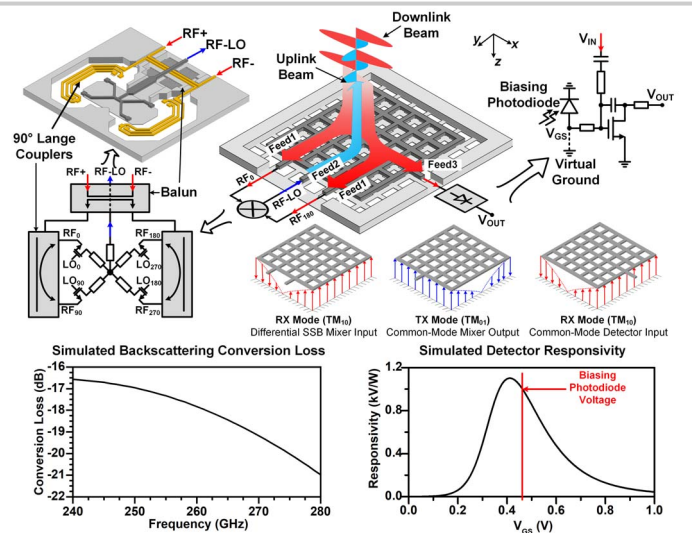 RF+
RF-LO
RF-
90° Lange
Couplers
RF-LO
RF+
RF-
Balun
RF0
RF180
LO0
LO270
LO90
LO180
RF90
RF270
Downlink
Beam
Uplink
Beam
y
x
z
Feed1
Feed2
Feed1
Feed3
RF0
RF-LO
RF180
VOUT
VIN
Biasing
Photodiode
VOUT
VGS
Virtual
Ground
RX Mode (TM10)
Differential SSB Mixer Input
TX Mode (TM01)
Common-Mode Mixer Output
RX Mode (TM10)
Common-Mode Detector Input
Simulated Backscattering Conversion Loss
Conversion Loss (dB)
-16
-17
-18
-19
-20
-21
-22
240
250
260
270
280
Frequency (GHz)
Simulated Detector Responsivity
Responsivity (kV/W)
1.2
0.8
0.4
0.0
0.0
0.2
0.4
0.6
0.8
1.0
VGS (V)
Biasing
Photodiode
Voltage